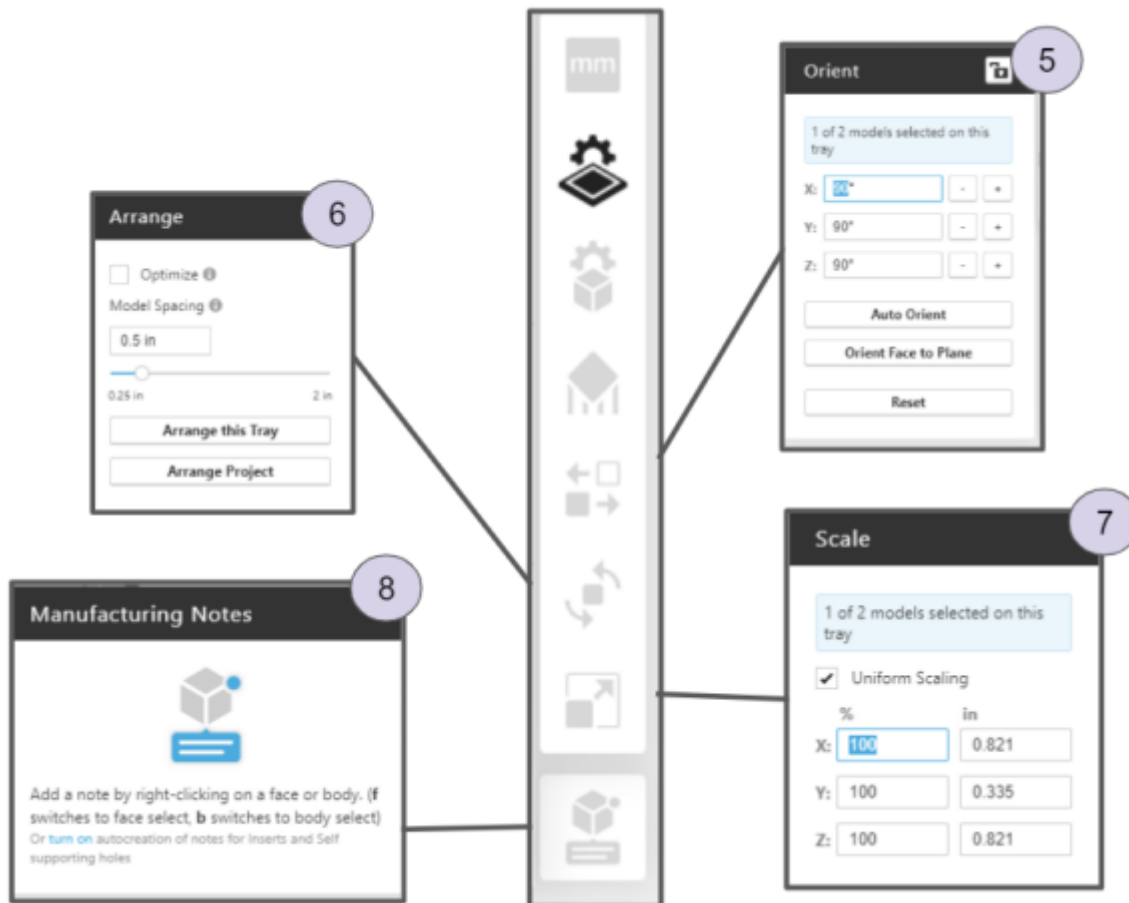 mm
Orient
5
1 of 2 models selected on this
tray
X: 90°
- +
Y: 90°
- +
Z: 90°
- +
Auto Orient
Orient Face to Plane
Reset
Arrange
6
Optimize
Model Spacing
0.5 in
0.25 in 2 in
Arrange this Tray
Arrange Project
Scale
7
1 of 2 models selected on this
tray
Uniform Scaling
% in
X: 100 0.821
Y: 100 0.335
Z: 100 0.821
Manufacturing Notes
8
Add a note by right-clicking on a face or body. (f
switches to face select, b switches to body select)
Or turn on autocreation of notes for Inserts and Self
supporting holes